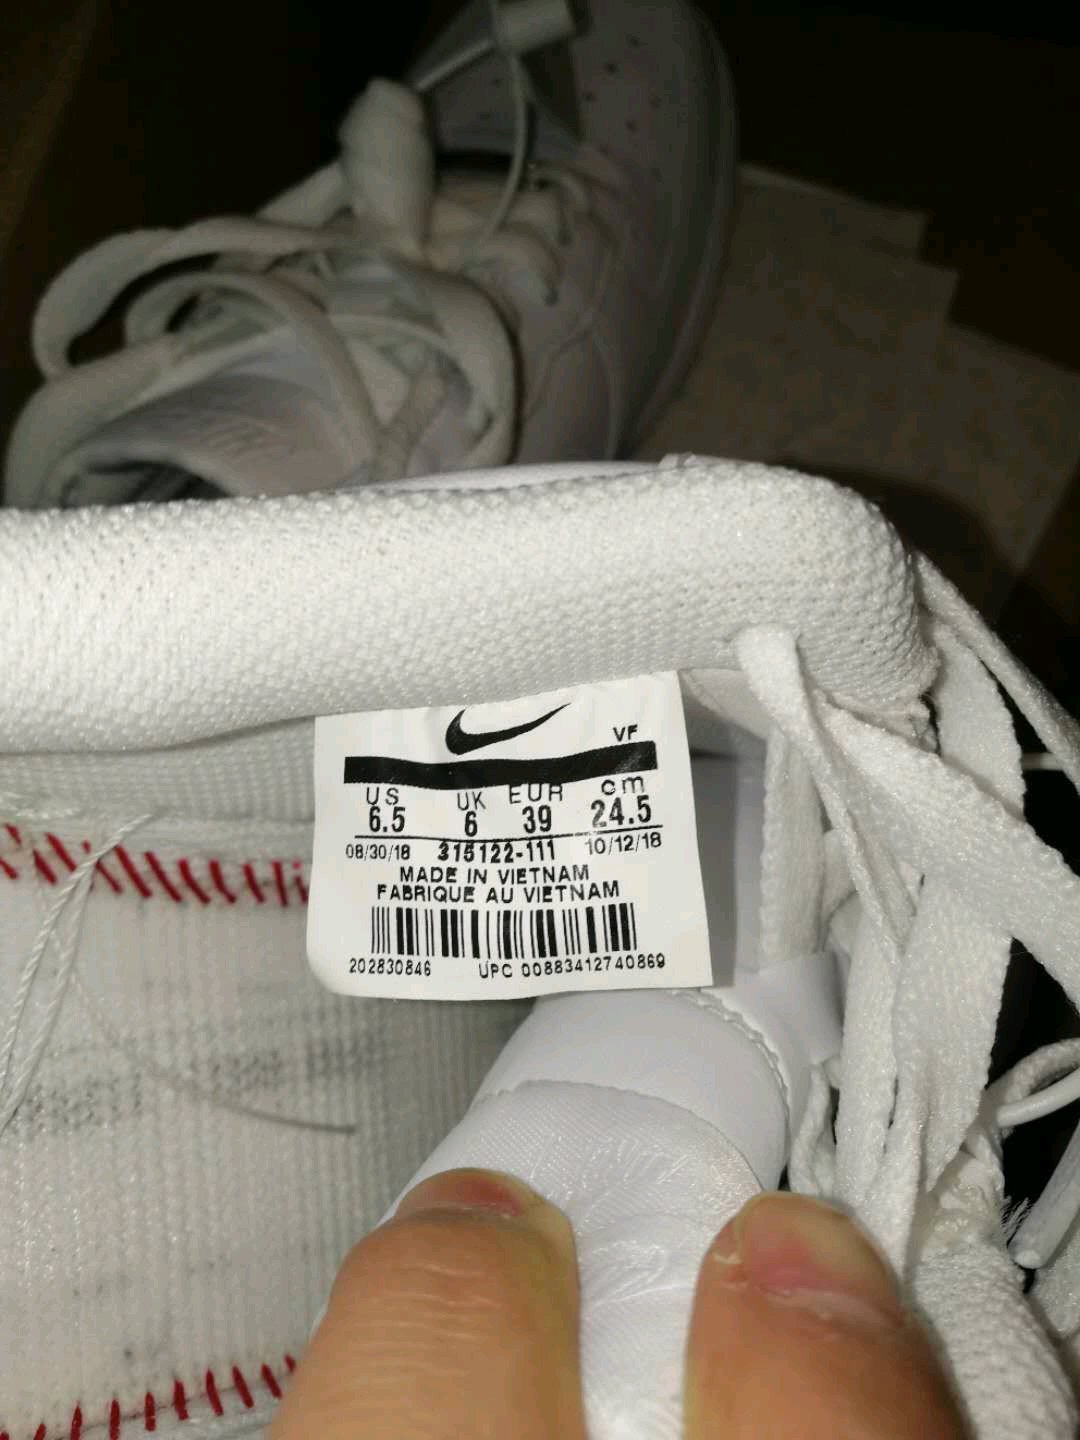 VF
US UK EUR cm
6.5 6 39 24.5
08/30/18 315122-111 10/12/18
MADE IN VIETNAM
FABRIQUE AU VIETNAM
202830846 UPC 00883412740869